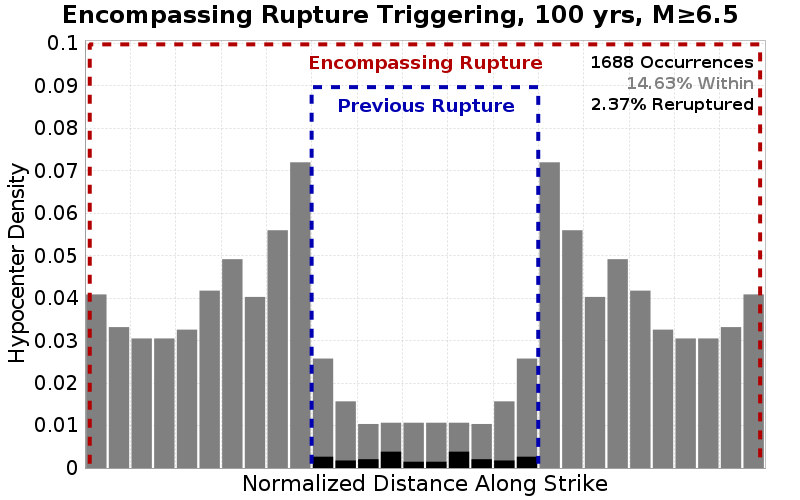 Encompassing Rupture Triggering, 100 yrs, M≥6.5
0.1
Encompassing Rupture
1688 Occurrences
14.63% Within
0.09
Previous Rupture
2.37% Reruptured
0.08
0.07
0.06
0.05
0.04
0.03
0.02
0.01
0
Hypocenter Density
Normalized Distance Along Strike